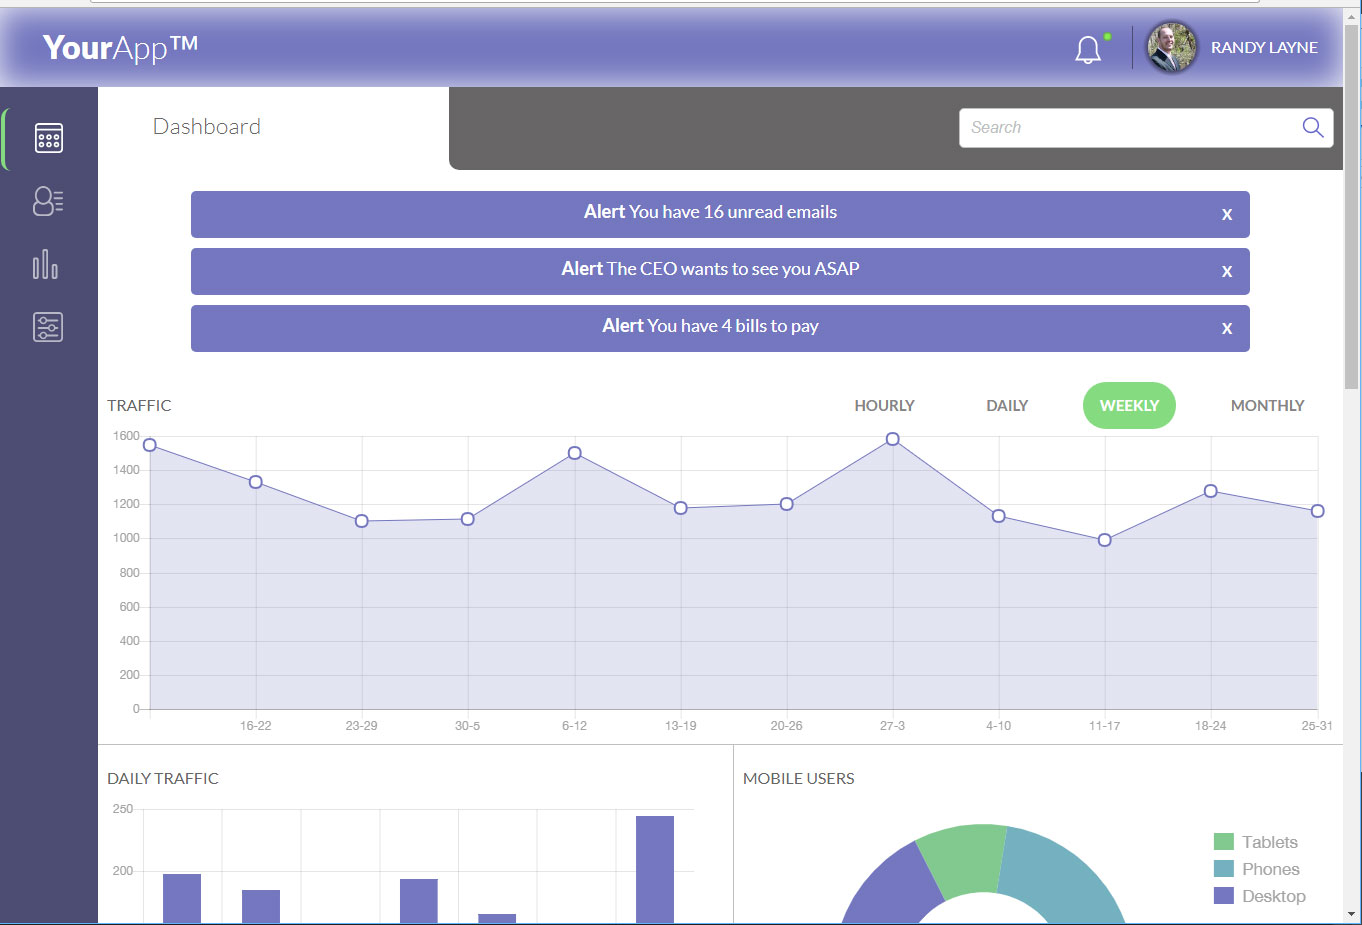 YourApp™
RANDY LAYNE
Dashboard
Search
Alert You have 16 unread emails
x
Alert The CEO wants to see you ASAP
x
Alert You have 4 bills to pay
x
TRAFFIC
HOURLY DAILY WEEKLY MONTHLY
1600
1400
1200
1000
800
600
400
200
0
16-22 23-29 30-5 6-12 13-19 20-26 27-3 4-10 11-17 18-24 25-31
DAILY TRAFFIC
250
200
MOBILE USERS
Tablets
Phones
Desktop